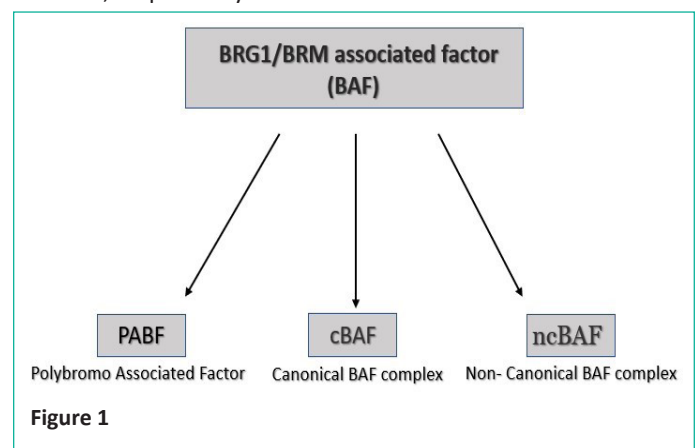 BRG1/BRM associated factor
(BAF)
PABF
cBAF
ncBAF
Polybromo Associated Factor
Canonical BAF complex
Non- Canonical BAF complex
Figure 1